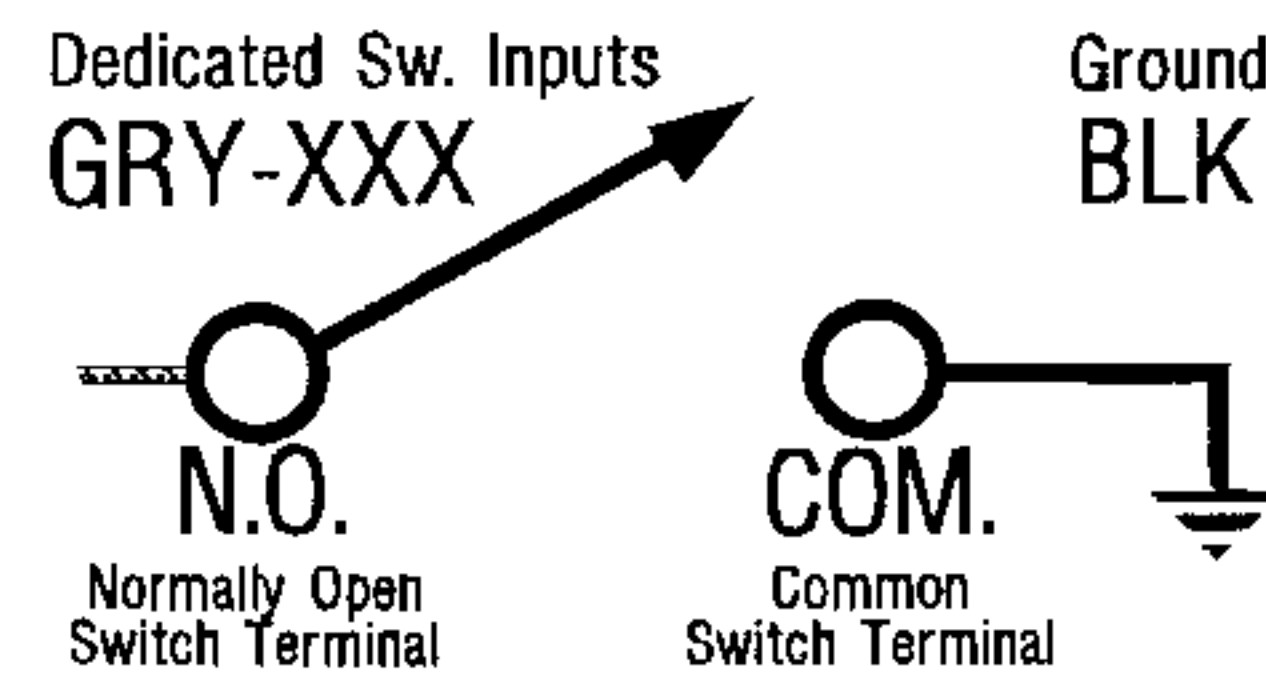 Dedicated Sw. Inputs
GRY-XXX
Ground
BLK
N.O.
Normally Open
Switch Terminal
COM.
Common
Switch Terminal